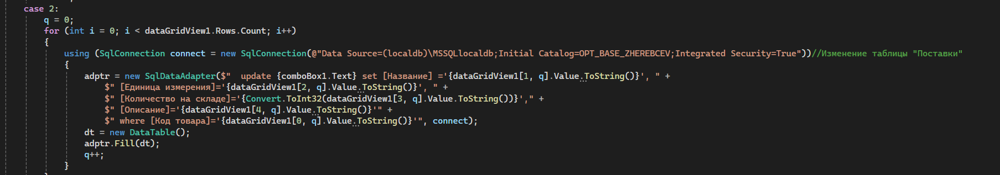 case 2:
q = 0;
for (int i = 0; i < dataGridView1.Rows.Count; i++)
{
using (SqlConnection connect = new SqlConnection(@"Data Source=(localdb)\MSSQLlocaldb;Initial Catalog=OPT_BASE_ZHEREBCEV;Integrated Security=True"))//Изменение таблицы "Поставки"
{
adptr = new SqlDataAdapter($"  update {comboBox1.Text} set [Название] ='{dataGridView1[1, q].Value.ToString()}', " +
$" [Единица измерения]='{dataGridView1[2, q].Value.ToString()}', " +
$" [Количество на складе]='{Convert.ToInt32(dataGridView1[3, q].Value.ToString())}'," +
$" [Описание]='{dataGridView1[4, q].Value.ToString()}'" +
$" where [Код товара]='{dataGridView1[0, q].Value.ToString()}'", connect);
dt = new DataTable();
adptr.Fill(dt);
q++;
}